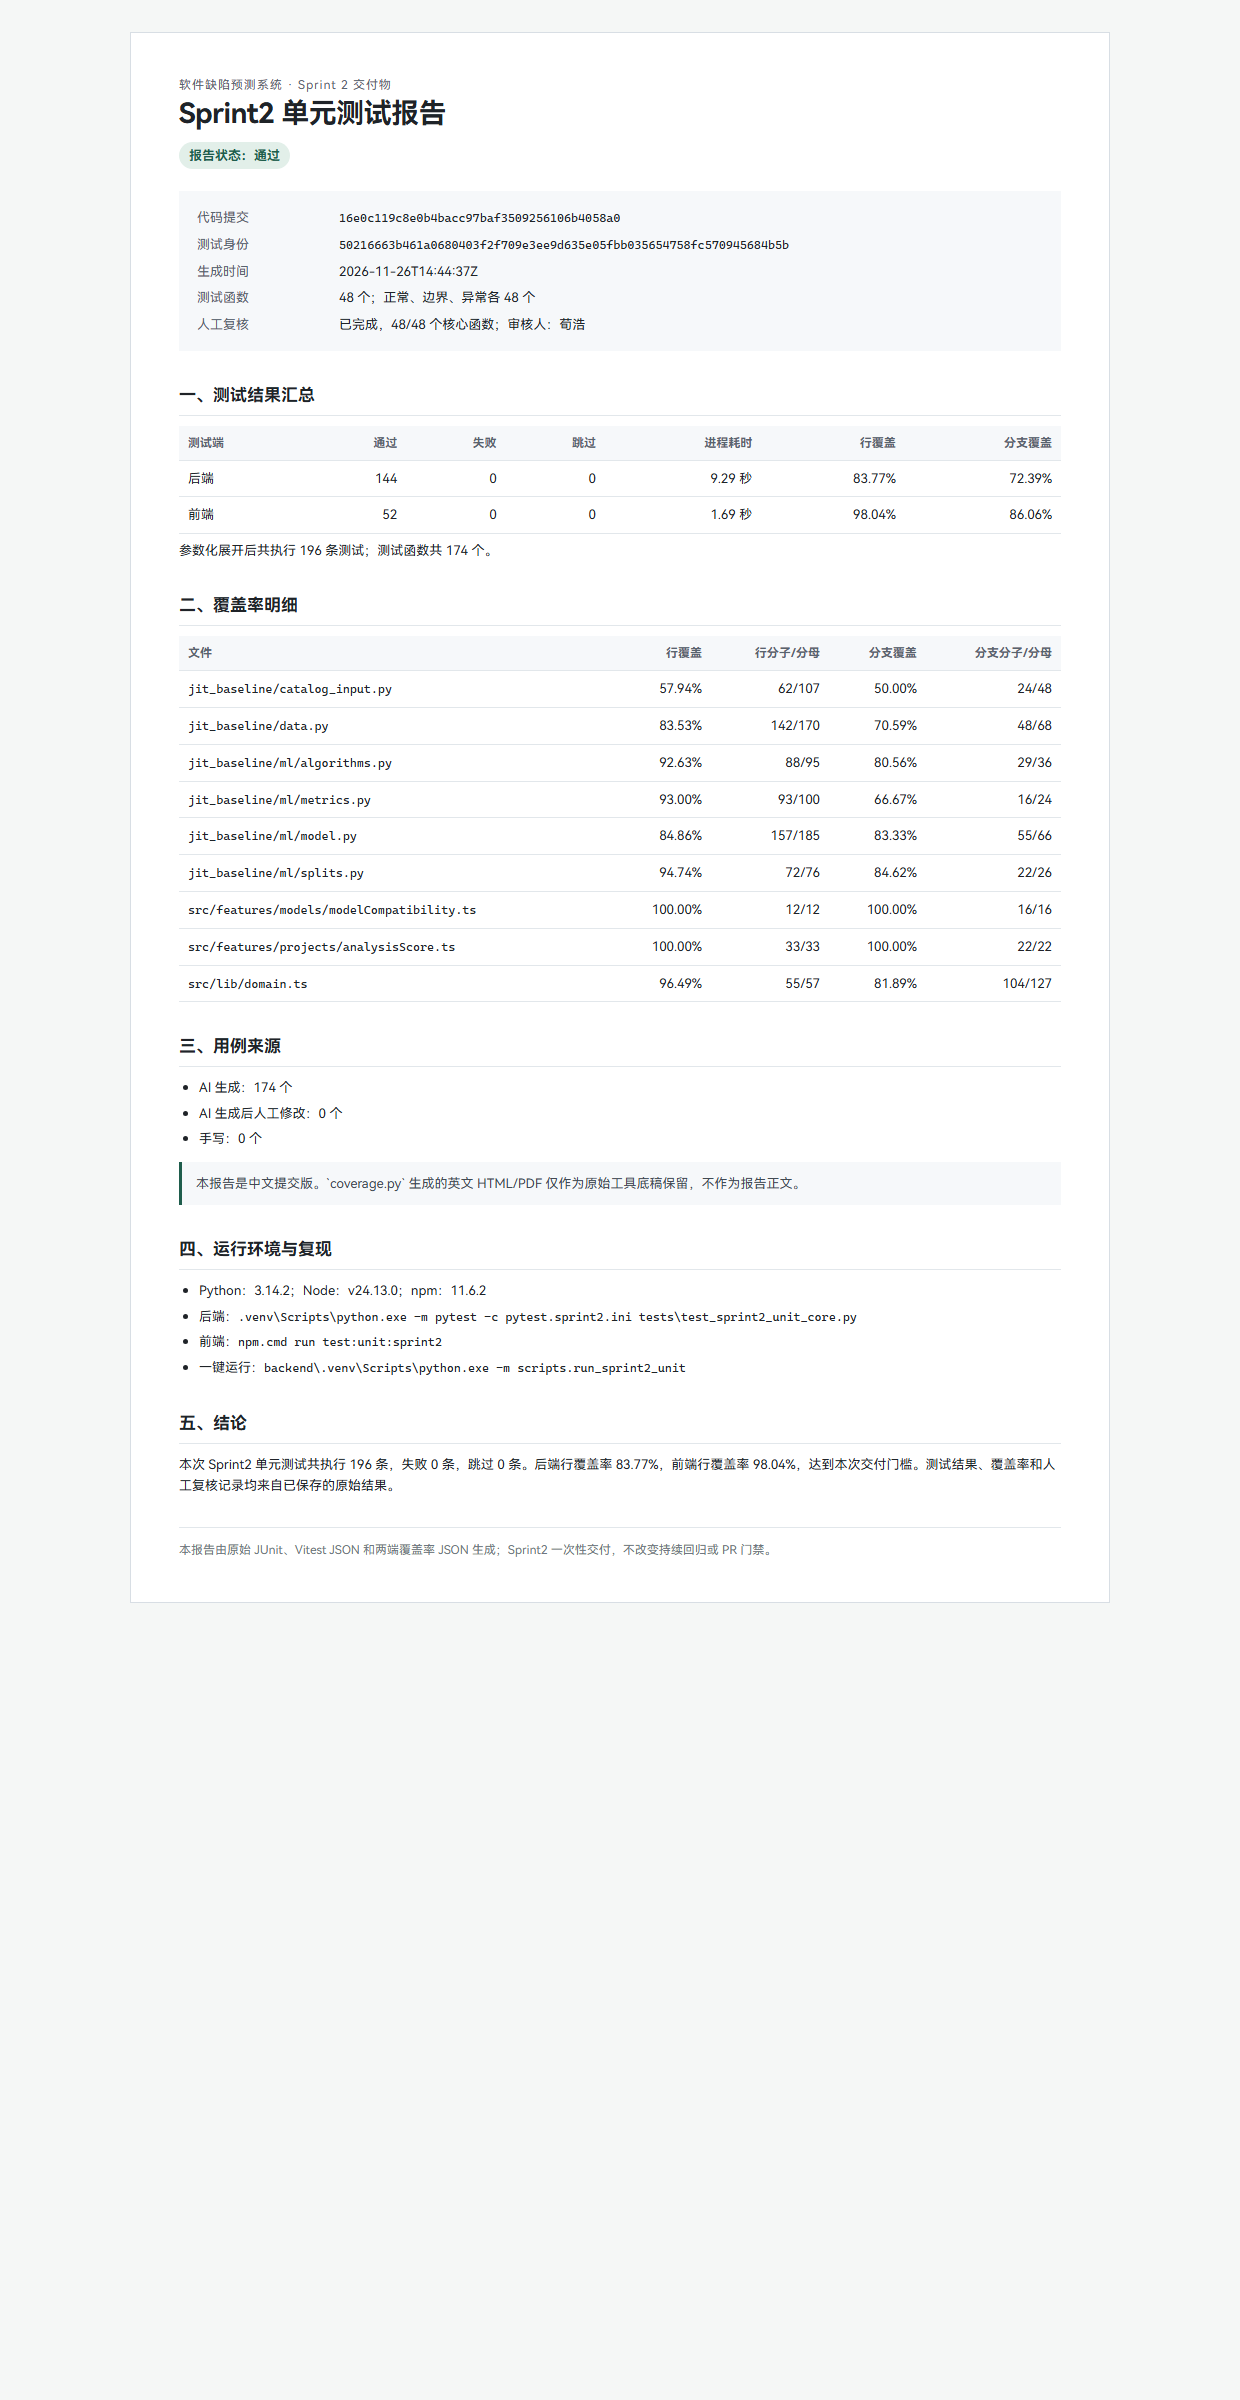 软件缺陷预测系统 · Sprint 2 交付物
Sprint2 单元测试报告
报告状态：通过
代码提交 16e0c119c8e0b4bacc97baf3509256106b4058a0
测试身份 50216663b461a0680403f2f709e3ee9d635e05fbb035654758fc570945684b5b
生成时间 2026-11-26T14:44:37Z
测试函数 48 个；正常、边界、异常各 48 个
人工复核 已完成，48/48 个核心函数；审核人：荀浩
一、测试结果汇总
测试端 通过 失败 跳过 进程耗时 行覆盖 分支覆盖
后端 144 0 0 9.29 秒 83.77% 72.39%
前端 52 0 0 1.69 秒 98.04% 86.06%
参数化展开后共执行 196 条测试；测试函数共 174 个。
二、覆盖率明细
文件 行覆盖 行分子/分母 分支覆盖 分支分子/分母
jit_baseline/catalog_input.py 57.94% 62/107 50.00% 24/48
jit_baseline/data.py 83.53% 142/170 70.59% 48/68
jit_baseline/ml/algorithms.py 92.63% 88/95 80.56% 29/36
jit_baseline/ml/metrics.py 93.00% 93/100 66.67% 16/24
jit_baseline/ml/model.py 84.86% 157/185 83.33% 55/66
jit_baseline/ml/splits.py 94.74% 72/76 84.62% 22/26
src/features/models/modelCompatibility.ts 100.00% 12/12 100.00% 16/16
src/features/projects/analysisScore.ts 100.00% 33/33 100.00% 22/22
src/lib/domain.ts 96.49% 55/57 81.89% 104/127
三、用例来源
• AI 生成：174 个
• AI 生成后人工修改：0 个
• 手写：0 个
本报告是中文提交版。`coverage.py` 生成的英文 HTML/PDF 仅作为原始工具底稿保留，不作为报告正文。
四、运行环境与复现
• Python：3.14.2；Node：v24.13.0；npm：11.6.2
• 后端：.venv\Scripts\python.exe -m pytest -c pytest.sprint2.ini tests\test_sprint2_unit_core.py
• 前端：npm.cmd run test:unit:sprint2
• 一键运行：backend\.venv\Scripts\python.exe -m scripts.run_sprint2_unit
五、结论
本次 Sprint2 单元测试共执行 196 条，失败 0 条，跳过 0 条。后端行覆盖率 83.77%，前端行覆盖率 98.04%，达到本次交付门槛。测试结果、覆盖率和人
工复核记录均来自已保存的原始结果。
本报告由原始 JUnit、Vitest JSON 和两端覆盖率 JSON 生成；Sprint2 一次性交付，不改变持续回归或 PR 门禁。